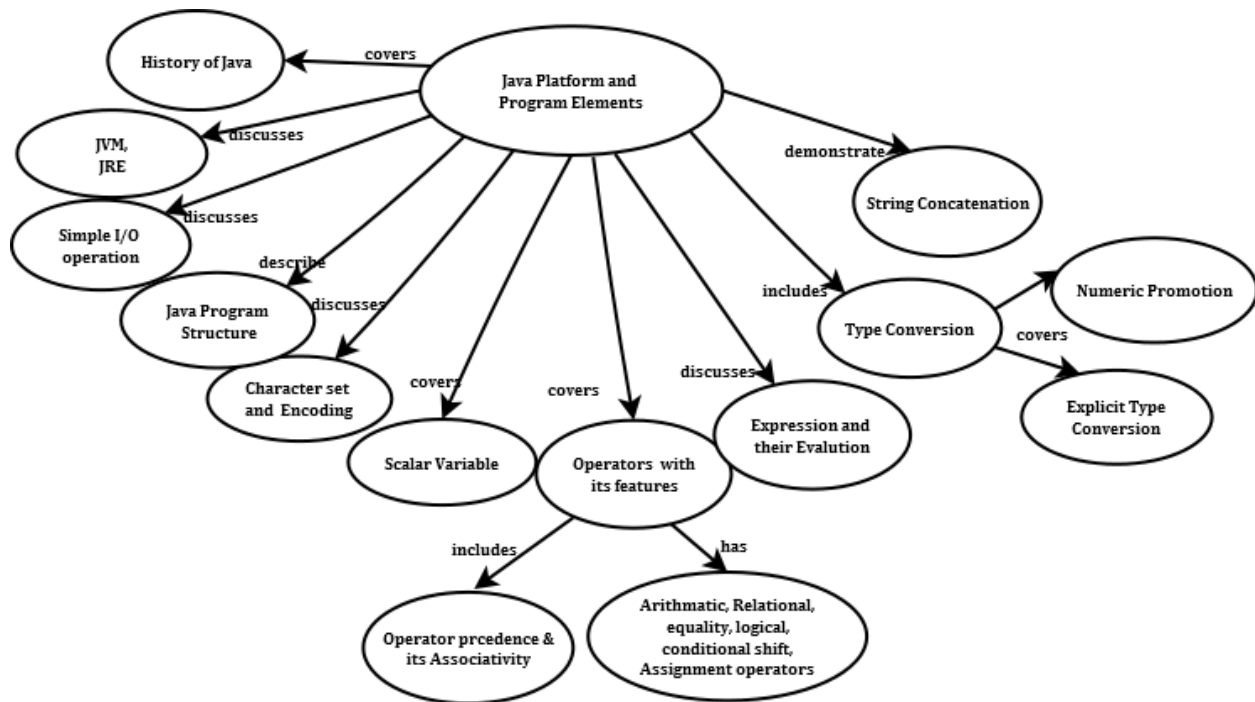 Java Platform and
Program Elements
covers
History of Java
discusses
JVM,
JRE
discusses
Simple I/O
operation
describe
Java Program
Structure
discusses
Character set
and Encoding
covers
Scalar Variable
covers
Operators with
its features
includes
Operator prcedence &
its Associativity
has
Arithmatic, Relational,
equality, logical,
conditional shift,
Assignment operators
discusses
Expression and
their Evalution
includes
Type Conversion
Numeric Promotion
covers
Explicit Type
Conversion
demonstrate
String Concatenation